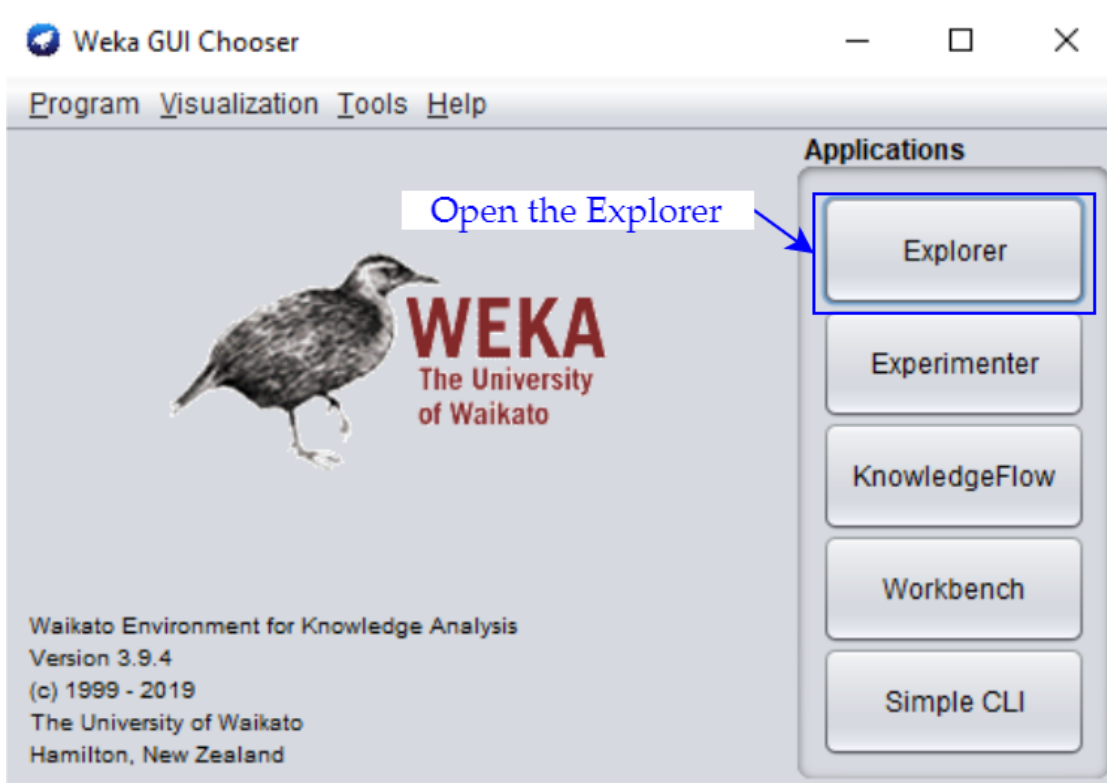 Weka GUI Chooser
Program Visualization Tools Help
Applications
Open the Explorer
Explorer
WEKA
The University
of Waikato
Experimenter
KnowledgeFlow
Workbench
Simple CLI
Waikato Environment for Knowledge Analysis
Version 3.9.4
(c) 1999 - 2019
The University of Waikato
Hamilton, New Zealand